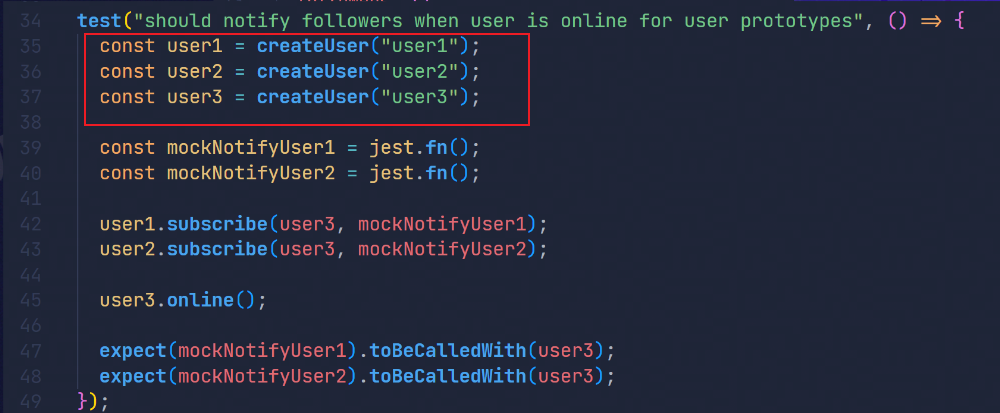 34 test("should notify followers when user is online for user prototypes", () => {
35 const user1 = createUser("user1");
36 const user2 = createUser("user2");
37 const user3 = createUser("user3");
38
39 const mockNotifyUser1 = jest.fn();
40 const mockNotifyUser2 = jest.fn();
41
42 user1.subscribe(user3, mockNotifyUser1);
43 user2.subscribe(user3, mockNotifyUser2);
44
45 user3.online();
46
47 expect(mockNotifyUser1).toBeCalledWith(user3);
48 expect(mockNotifyUser2).toBeCalledWith(user3);
49 });